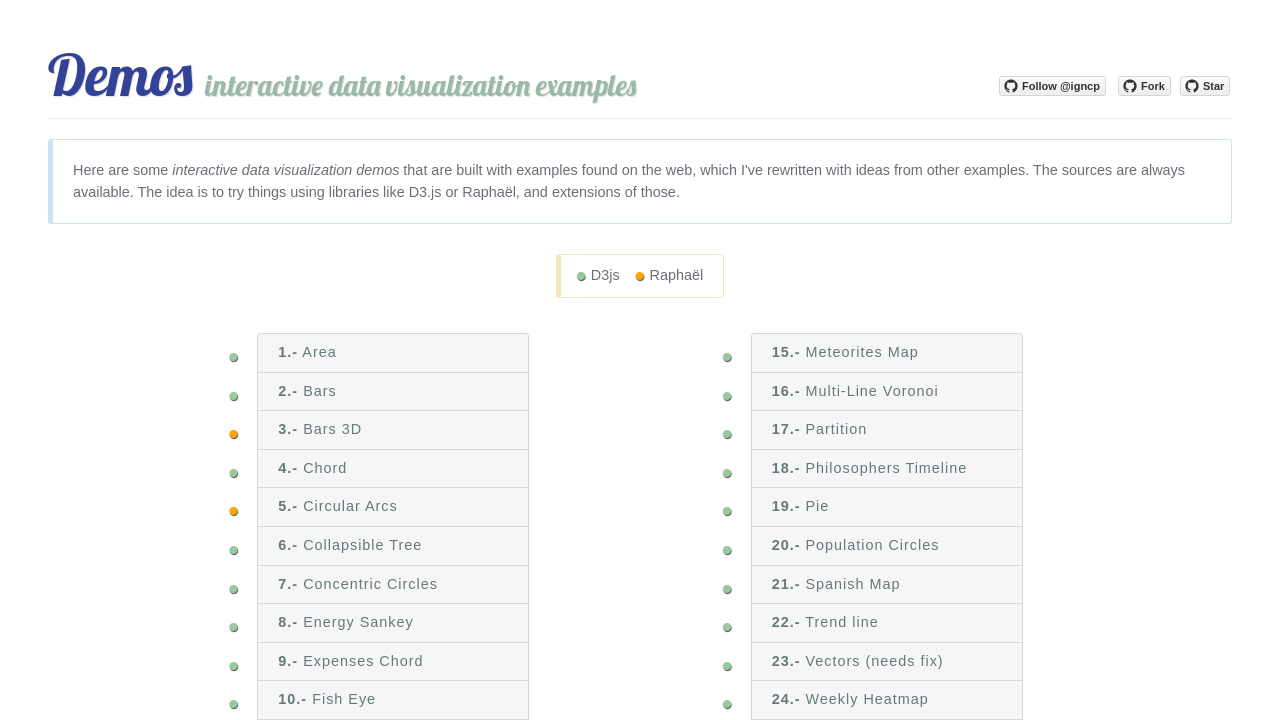 Demos interactive data visualization examples
Follow @igncp Fork Star
Here are some interactive data visualization demos that are built with examples found on the web, which I've rewritten with ideas from other examples. The sources are always
available. The idea is to try things using libraries like D3.js or Raphaël, and extensions of those.
D3js Raphaël
1.- Area
2.- Bars
3.- Bars 3D
4.- Chord
5.- Circular Arcs
6.- Collapsible Tree
7.- Concentric Circles
8.- Energy Sankey
9.- Expenses Chord
10.- Fish Eye
15.- Meteorites Map
16.- Multi-Line Voronoi
17.- Partition
18.- Philosophers Timeline
19.- Pie
20.- Population Circles
21.- Spanish Map
22.- Trend line
23.- Vectors (needs fix)
24.- Weekly Heatmap